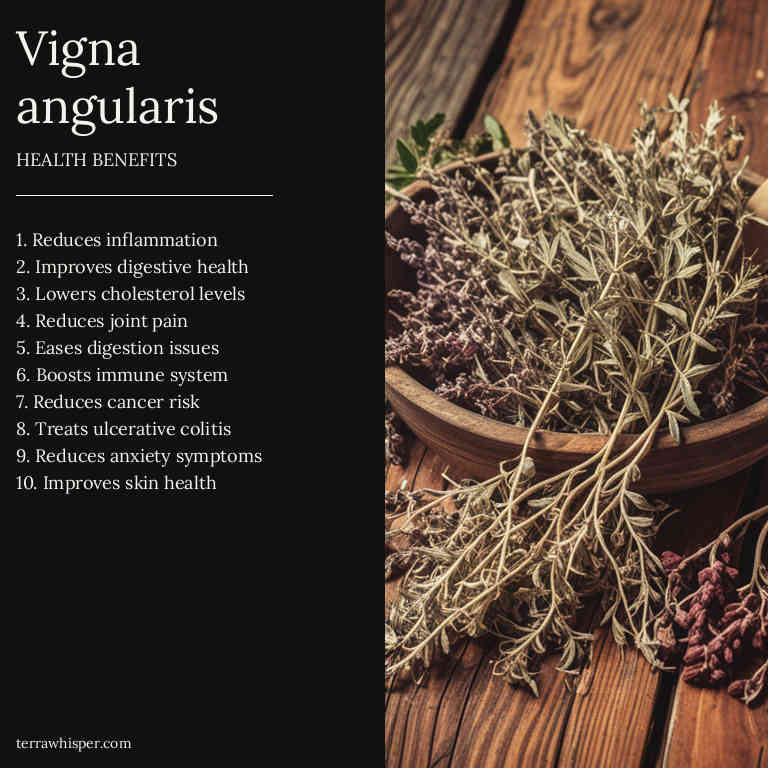 Vigna
angularis
HEALTH BENEFITS
1. Reduces inflammation
2. Improves digestive health
3. Lowers cholesterol levels
4. Reduces joint pain
5. Eases digestion issues
6. Boosts immune system
7. Reduces cancer risk
8. Treats ulcerative colitis
9. Reduces anxiety symptoms
10. Improves skin health
terrawhisper.com